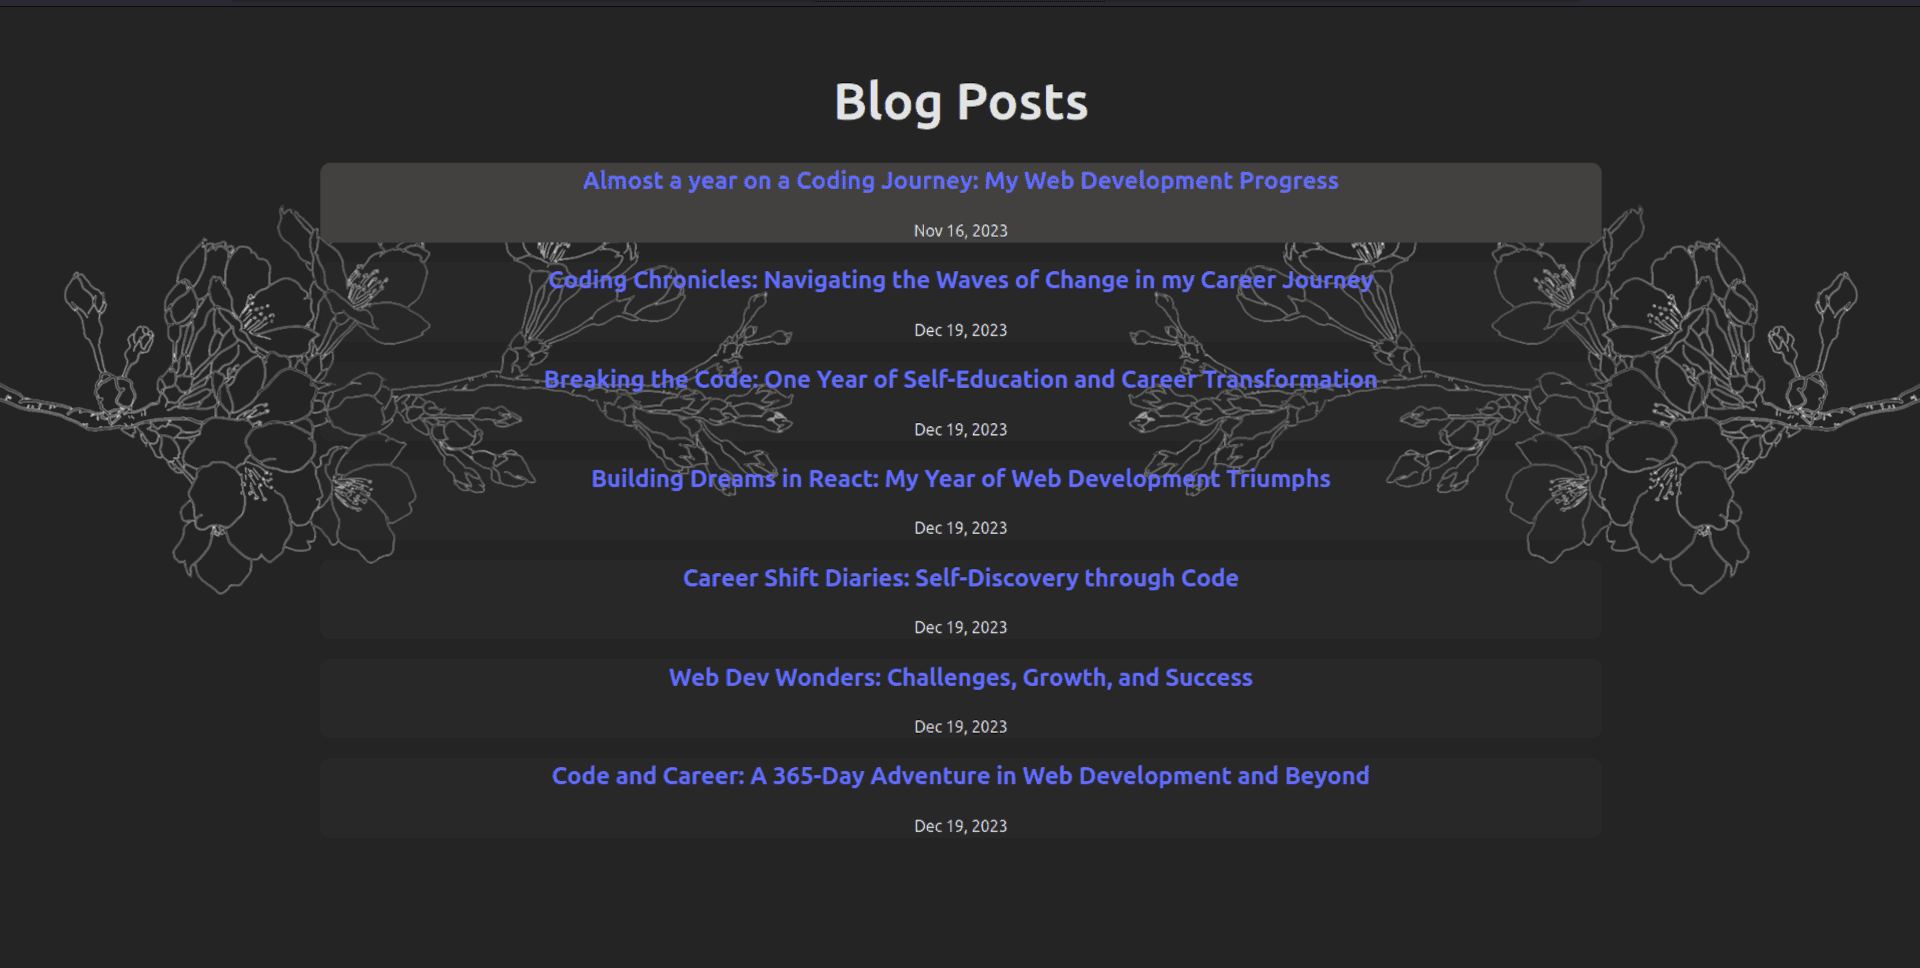 Blog Posts
Almost a year on a Coding Journey: My Web Development Progress
Nov 16, 2023
Coding Chronicles: Navigating the Waves of Change in my Career Journey
Dec 19, 2023
Breaking the Code: One Year of Self-Education and Career Transformation
Dec 19, 2023
Building Dreams in React: My Year of Web Development Triumphs
Dec 19, 2023
Career Shift Diaries: Self-Discovery through Code
Dec 19, 2023
Web Dev Wonders: Challenges, Growth, and Success
Dec 19, 2023
Code and Career: A 365-Day Adventure in Web Development and Beyond
Dec 19, 2023